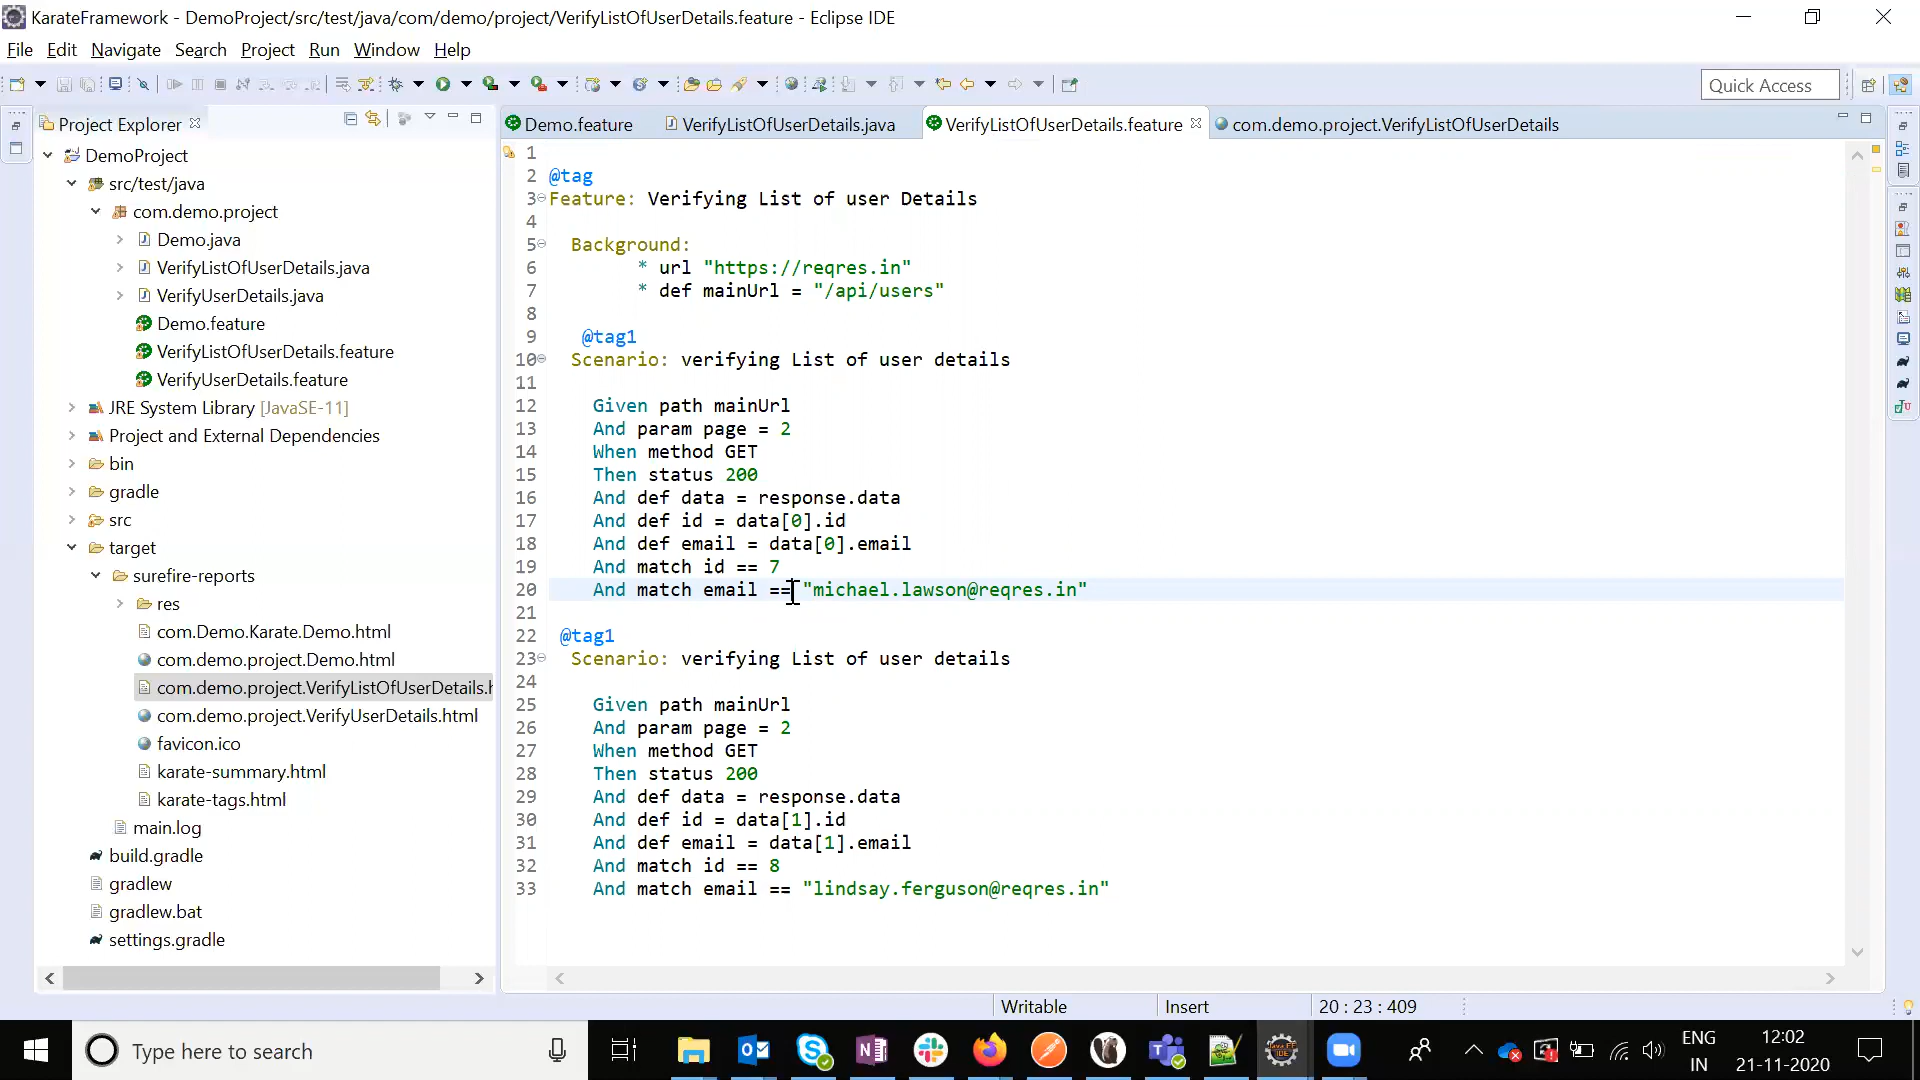 KarateFramework - DemoProject/src/test/java/com/demo/project/VerifyListOfUserDetails.feature - Eclipse IDE
File Edit Navigate Search Project Run Window Help
Quick Access
Project Explorer
Demo.feature VerifyListOfUserDetails.java VerifyListOfUserDetails.feature com.demo.project.VerifyListOfUserDetails
DemoProject
src/test/java
com.demo.project
Demo.java
VerifyListOfUserDetails.java
VerifyUserDetails.java
Demo.feature
VerifyListOfUserDetails.feature
VerifyUserDetails.feature
JRE System Library [JavaSE-11]
Project and External Dependencies
bin
gradle
src
target
surefire-reports
res
com.Demo.Karate.Demo.html
com.demo.project.Demo.html
com.demo.project.VerifyListOfUserDetails.h
com.demo.project.VerifyUserDetails.html
favicon.ico
karate-summary.html
karate-tags.html
main.log
build.gradle
gradlew
gradlew.bat
settings.gradle
1
2 @tag
3 Feature: Verifying List of user Details
4
5 Background:
6 * url "https://reqres.in"
7 * def mainUrl = "/api/users"
8
9 @tag1
10 Scenario: verifying List of user details
11
12 Given path mainUrl
13 And param page = 2
14 When method GET
15 Then status 200
16 And def data = response.data
17 And def id = data[0].id
18 And def email = data[0].email
19 And match id == 7
20 And match email == "michael.lawson@reqres.in"
21
22 @tag1
23 Scenario: verifying List of user details
24
25 Given path mainUrl
26 And param page = 2
27 When method GET
28 Then status 200
29 And def data = response.data
30 And def id = data[1].id
31 And def email = data[1].email
32 And match id == 8
33 And match email == "lindsay.ferguson@reqres.in"
Writable Insert 20 : 23 : 409
Type here to search
ENG
IN
12:02
21-11-2020